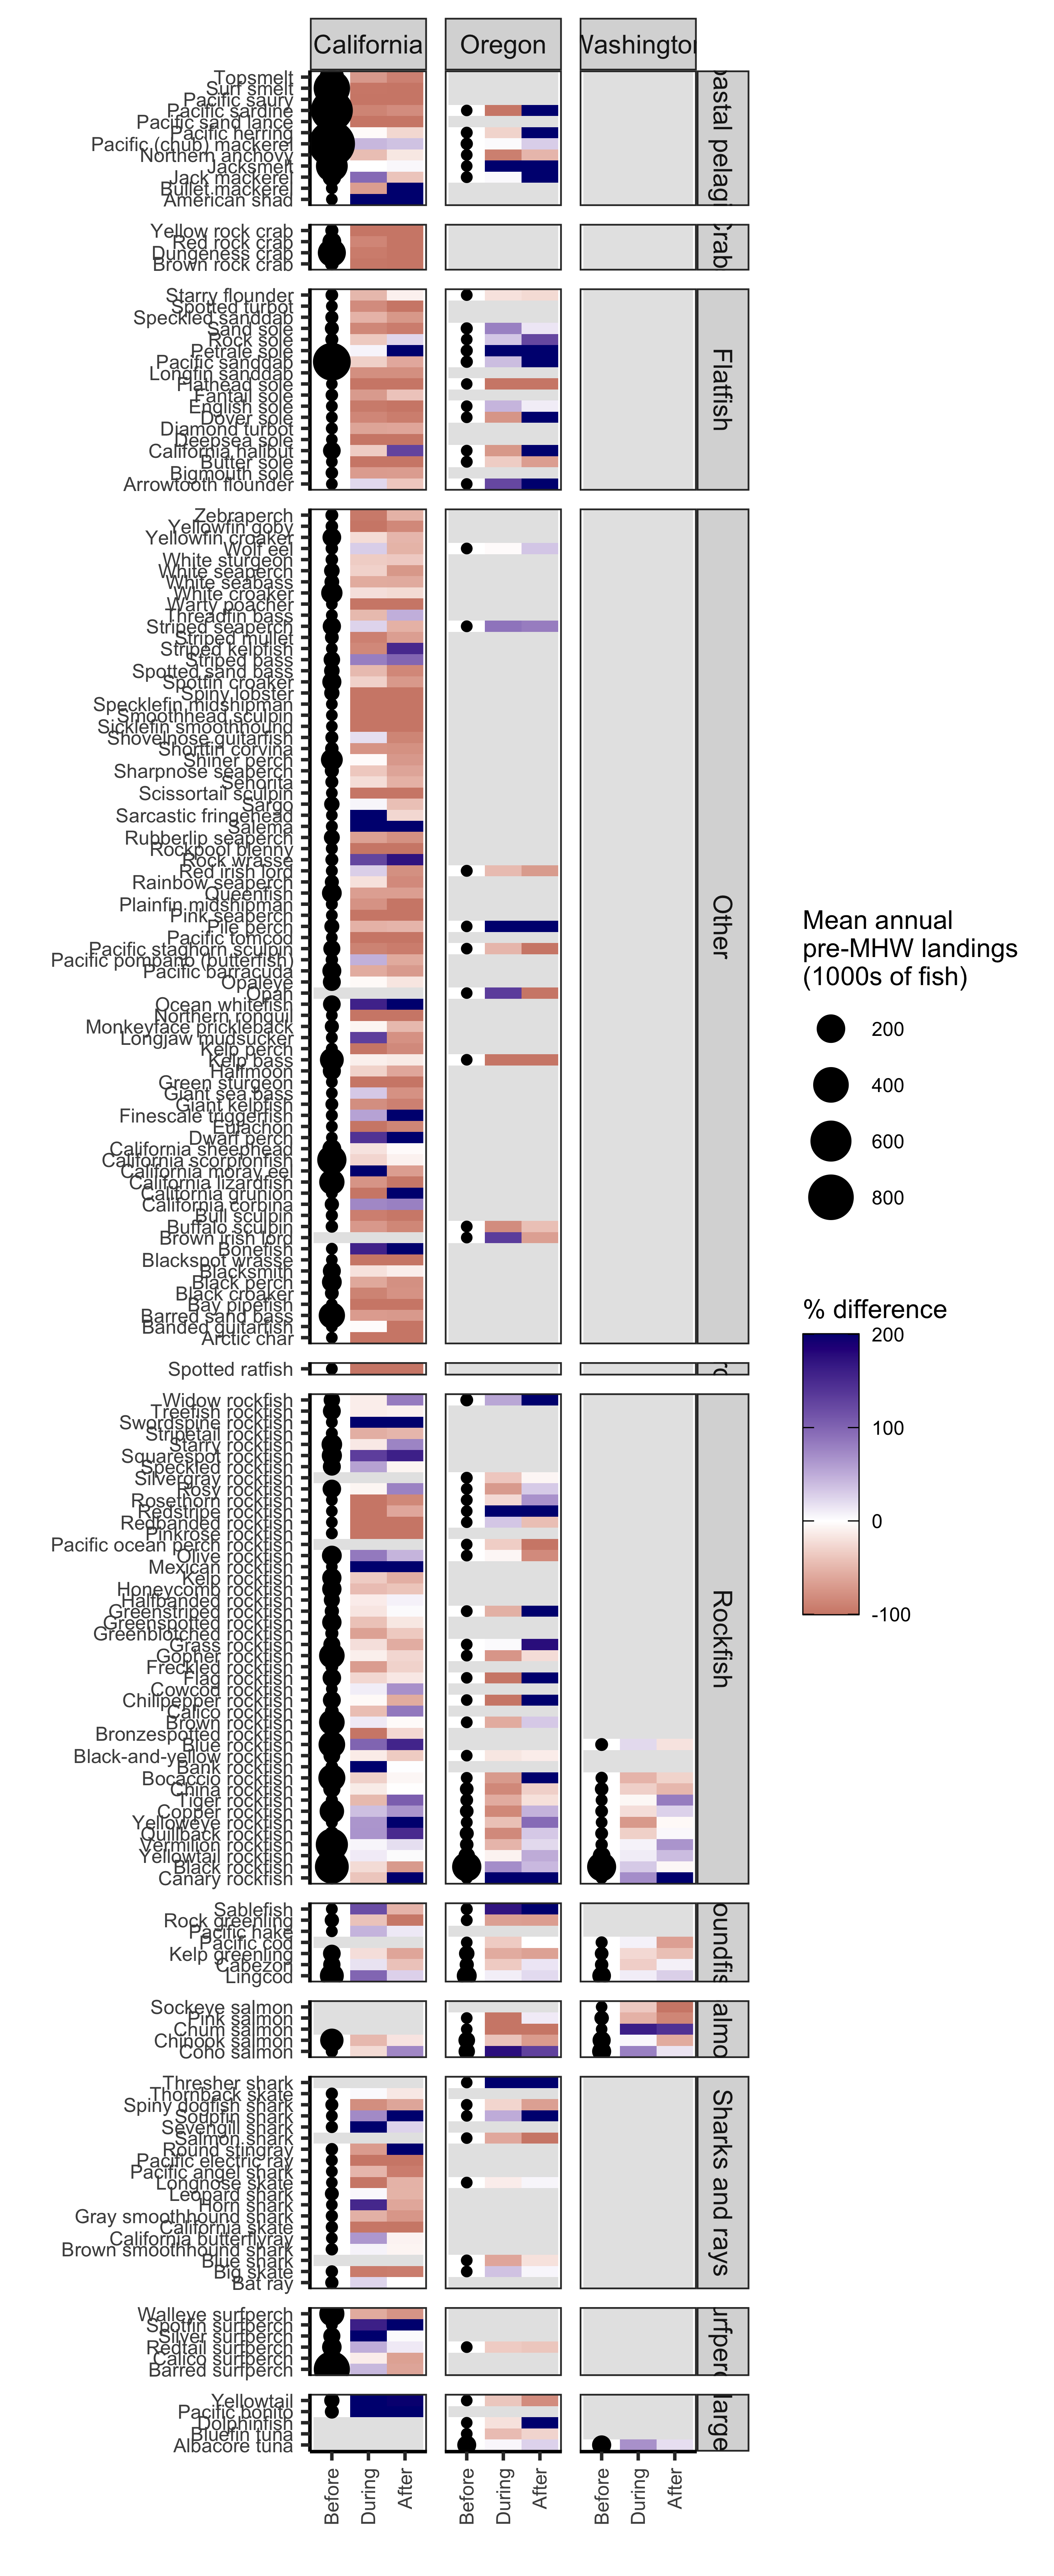 California
Oregon
Washington
Topsmelt
Surf smelt
Pacific saury
Pacific sardine
Pacific sand lance
Pacific herring
Pacific (chub) mackerel
Northern anchovy
Jacksmelt
Jack mackerel
Bullet mackerel
American shad
Yellow rock crab
Red rock crab
Dungeness crab
Brown rock crab
Crab
Starry flounder
Spotted turbot
Speckled sanddab
Sand sole
Rock sole
Petrale sole
Pacific sanddab
Longfin sanddab
Flathead sole
Fantail sole
English sole
Dover sole
Diamond turbot
Deepsea sole
California halibut
Butter sole
Bigmouth sole
Arrowtooth flounder
Flatfish
Zebraperch
Yellowfin goby
Yellowfin croaker
Wolf eel
White sturgeon
White seaperch
White seabass
White croaker
Warty poacher
Threadfin bass
Striped seaperch
Striped mullet
Striped kelpfish
Striped bass
Spotted sand bass
Spotfin croaker
Spiny lobster
Specklefin midshipman
Smoothhead sculpin
Sicklefin smoothhound
Shovelnose guitarfish
Shortfin corvina
Shiner perch
Sharpnose seaperch
Senorita
Scissortail sculpin
Sargo
Sarcastic fringehead
Salema
Rubberlip seaperch
Rockpool blenny
Rock wrasse
Red irish lord
Rainbow seaperch
Queenfish
Plainfin midshipman
Pink seaperch
Pile perch
Pacific tomcod
Pacific staghorn sculpin
Pacific pompano (butterfish)
Pacific barracuda
Opaleye
Opah
Ocean whitefish
Northern ronquil
Monkeyface prickleback
Longjaw mudsucker
Kelp perch
Kelp bass
Halfmoon
Green sturgeon
Giant sea bass
Giant kelpfish
Finescale triggerfish
Eulachon
Dwarf perch
California sheephead
California scorpionfish
California moray eel
California lizardfish
California grunion
California corbina
Bull sculpin
Buffalo sculpin
Brown irish lord
Bonefish
Blackspot wrasse
Blacksmith
Black perch
Black croaker
Bay pipefish
Barred sand bass
Banded guitarfish
Arctic char
Other
Spotted ratfish
Widow rockfish
Treefish rockfish
Swordspine rockfish
Stripetail rockfish
Starry rockfish
Squarespot rockfish
Speckled rockfish
Silvergray rockfish
Rosy rockfish
Rosethorn rockfish
Redstripe rockfish
Redbanded rockfish
Pinkrose rockfish
Pacific ocean perch rockfish
Olive rockfish
Mexican rockfish
Kelp rockfish
Honeycomb rockfish
Halfbanded rockfish
Greenstriped rockfish
Greenspotted rockfish
Greenblotched rockfish
Grass rockfish
Gopher rockfish
Freckled rockfish
Flag rockfish
Cowcod rockfish
Chilipepper rockfish
Calico rockfish
Brown rockfish
Bronzespotted rockfish
Blue rockfish
Black-and-yellow rockfish
Bank rockfish
Bocaccio rockfish
China rockfish
Tiger rockfish
Copper rockfish
Yelloweye rockfish
Quillback rockfish
Vermilion rockfish
Yellowtail rockfish
Black rockfish
Canary rockfish
Rockfish
Sablefish
Rock greenling
Pacific hake
Pacific cod
Kelp greenling
Cabezon
Lingcod
Sockeye salmon
Pink salmon
Chum salmon
Chinook salmon
Coho salmon
Thresher shark
Thornback skate
Spiny dogfish shark
Soupfin shark
Sevengill shark
Salmon shark
Round stingray
Pacific electric ray
Pacific angel shark
Longnose skate
Leopard shark
Horn shark
Gray smoothhound shark
California skate
California butterflyray
Brown smoothhound shark
Blue shark
Big skate
Bat ray
Sharks and rays
Walleye surfperch
Spotfin surfperch
Silver surfperch
Redtail surfperch
Calico surfperch
Barred surfperch
Yellowtail
Pacific bonito
Dolphinfish
Bluefin tuna
Albacore tuna
Before
During
After
Before
During
After
Before
During
After
Mean annual
pre-MHW landings
(1000s of fish)
200
400
600
800
% difference
200
100
0
-100